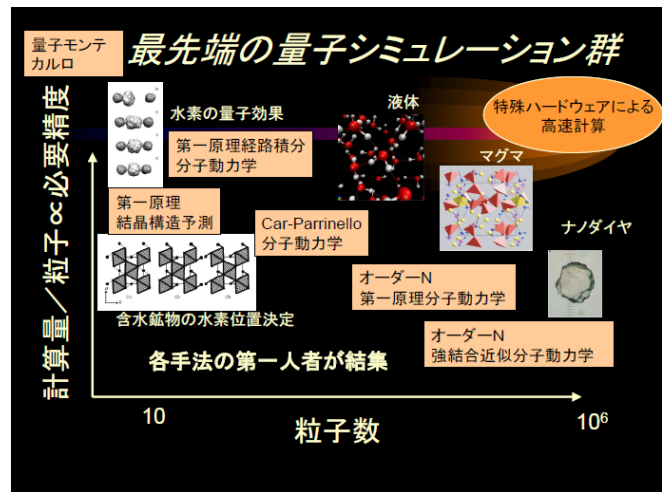 量子モンテ
カルロ
最先端の量子シミュレーション群
計算量／粒子∝必要精度
水素の量子効果
第一原理経路積分
分子動力学
液体
特殊ハードウェアによる
高速計算
マグマ
第一原理
結晶構造予測
Car-Parrinello
分子動力学
ナノダイヤ
オーダーN
第一原理分子動力学
含水鉱物の水素位置決定
オーダーN
強結合近似分子動力学
各手法の第一人者が結集
10
粒子数
10⁶